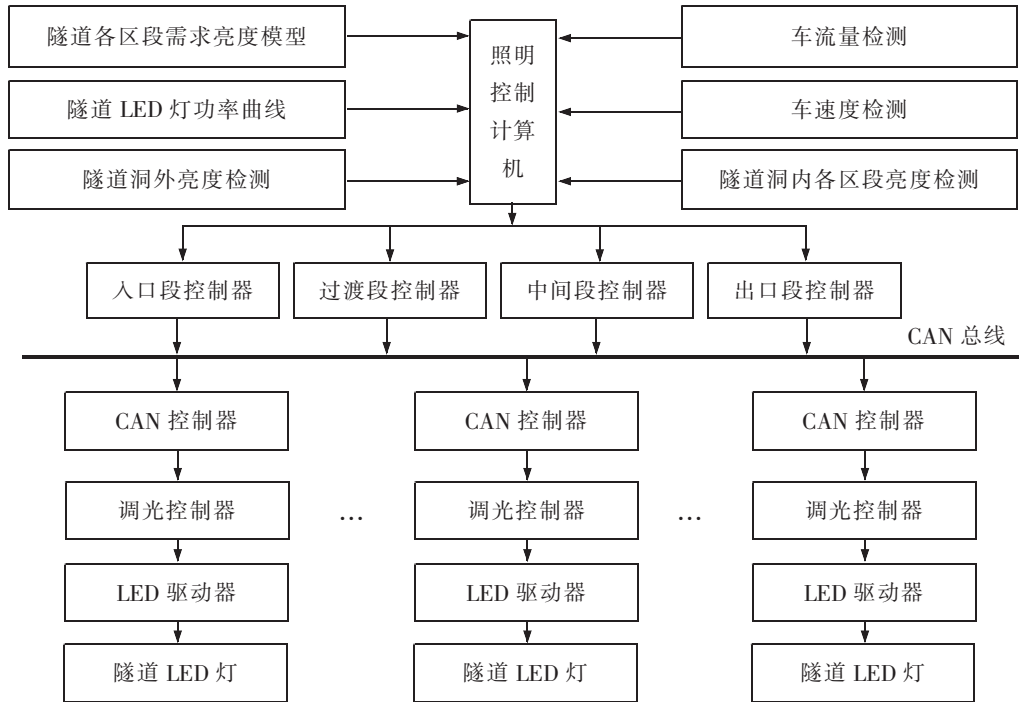 隧道各区段需求亮度模型
照明
控制
计算
机
车流量检测
隧道 LED 灯功率曲线
车速度检测
隧道洞外亮度检测
隧道洞内各区段亮度检测
入口段控制器
过渡段控制器
中间段控制器
出口段控制器
CAN 总线
CAN 控制器
CAN 控制器
CAN 控制器
调光控制器
…
调光控制器
…
调光控制器
LED 驱动器
LED 驱动器
LED 驱动器
隧道 LED 灯
隧道 LED 灯
隧道 LED 灯